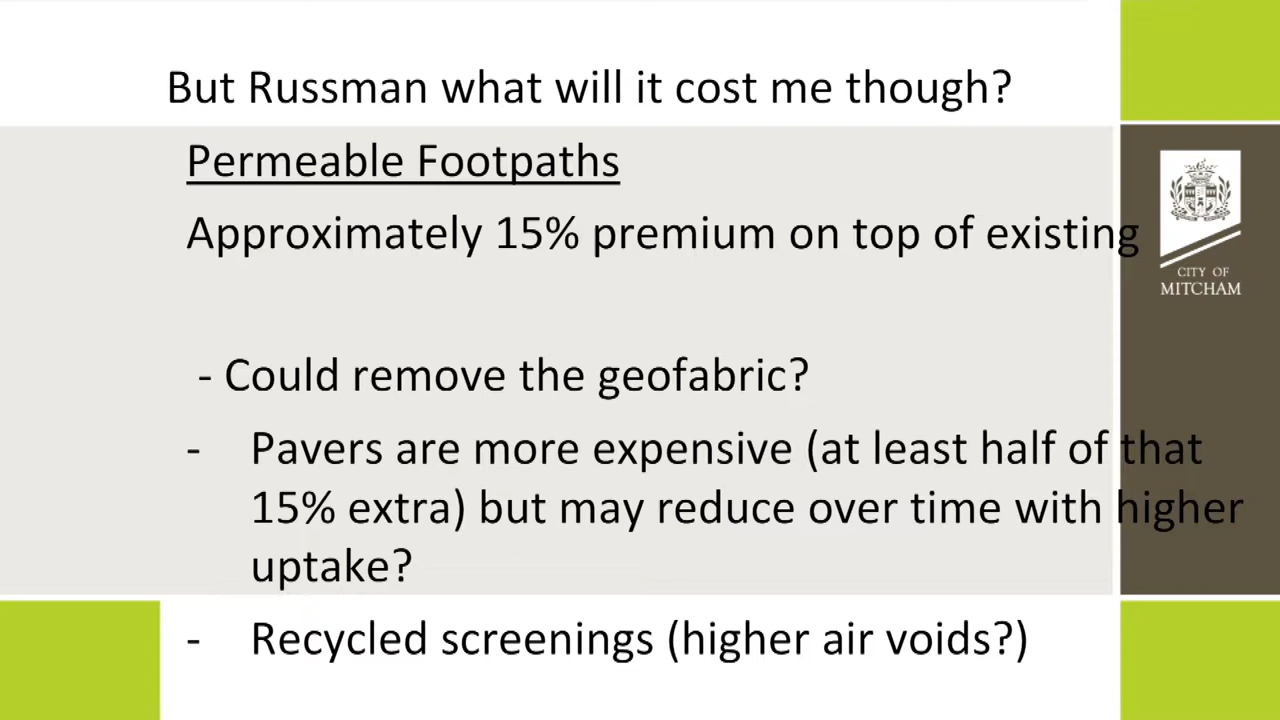 But Russman what will it cost me though?
Permeable Footpaths
Approximately 15% premium on top of existing
CITY OF
MITCHAM
- Could remove the geofabric?
- Pavers are more expensive (at least half of that
15% extra) but may reduce over time with higher
uptake?
- Recycled screenings (higher air voids?)